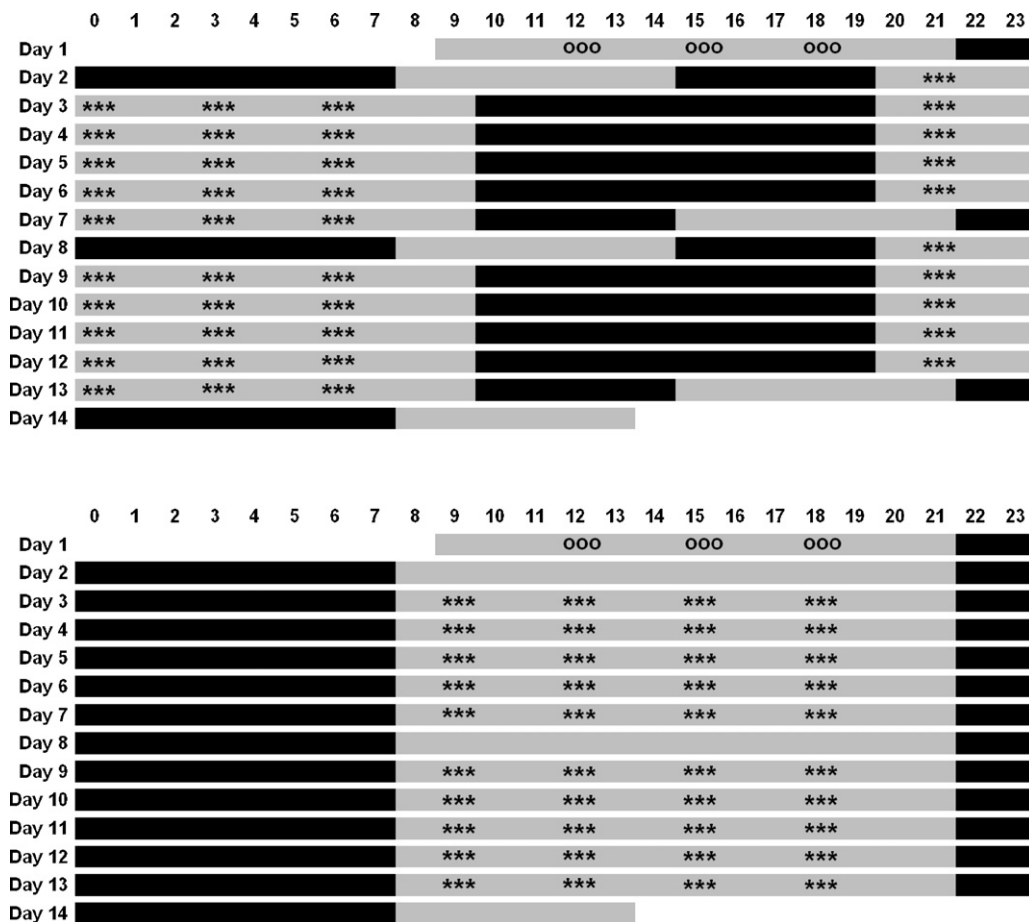 0 1 2 3 4 5 6 7 8 9 10 11 12 13 14 15 16 17 18 19 20 21 22 23
Day 1 ooo ooo ooo
Day 2 ***
Day 3 *** *** *** ***
Day 4 *** *** *** ***
Day 5 *** *** *** ***
Day 6 *** *** *** ***
Day 7 *** *** ***
Day 8 ***
Day 9 *** *** *** ***
Day 10 *** *** *** ***
Day 11 *** *** *** ***
Day 12 *** *** *** ***
Day 13 *** *** ***
Day 14
0 1 2 3 4 5 6 7 8 9 10 11 12 13 14 15 16 17 18 19 20 21 22 23
Day 1 ooo ooo ooo
Day 2
Day 3 *** *** *** ***
Day 4 *** *** *** ***
Day 5 *** *** *** ***
Day 6 *** *** *** ***
Day 7 *** *** *** ***
Day 8
Day 9 *** *** *** ***
Day 10 *** *** *** ***
Day 11 *** *** *** ***
Day 12 *** *** *** ***
Day 13 *** *** *** ***
Day 14